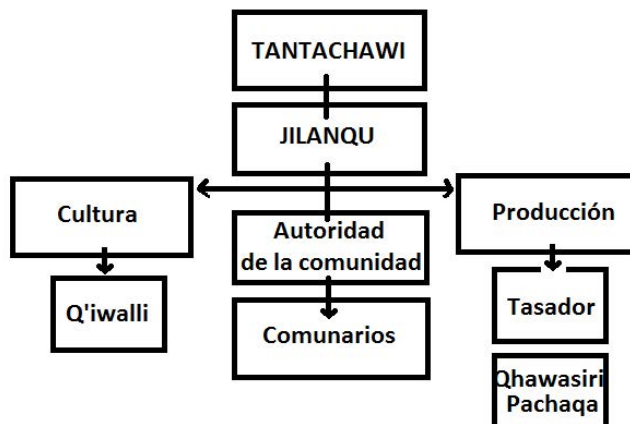 TANTACHAWI
JILANQU
Cultura
Autoridad
de la comunidad
Producción
Q'iwalli
Comunarios
Tasador
Qhawasiri
Pachaqa